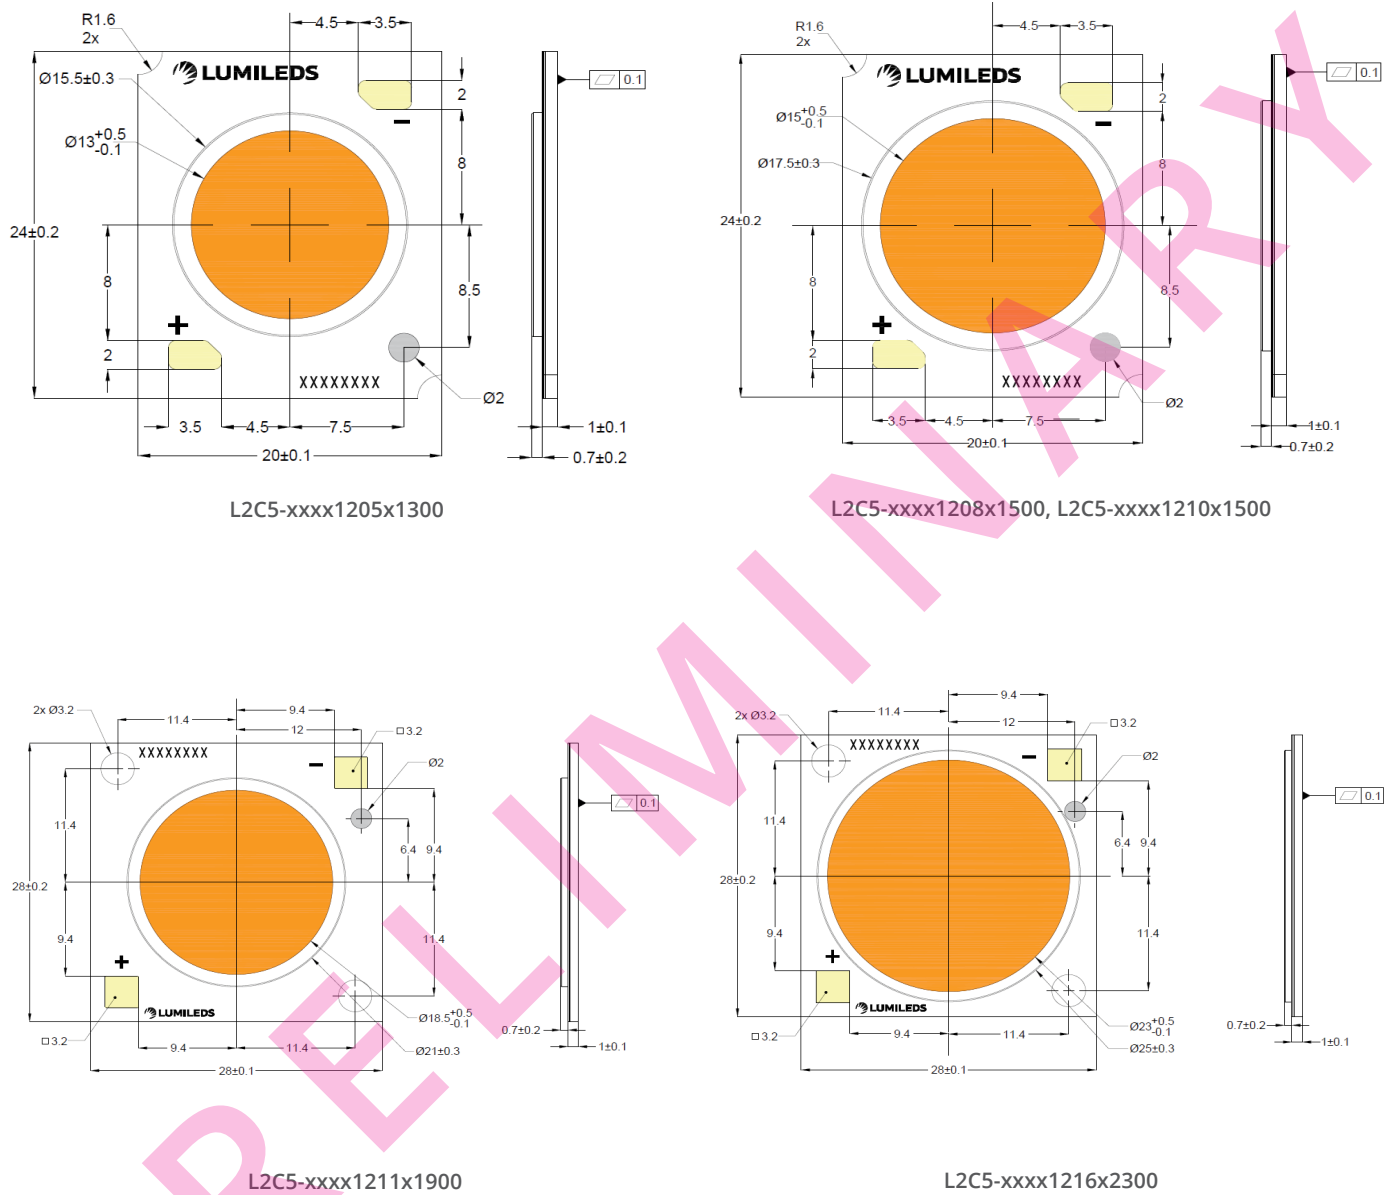 R1.6
2x
4.5
3.5
LUMILEDS
0.1
Ø15.5±0.3
2
Ø13+0.5
-0.1
8
24±0.2
8
8.5
2
XXXXXXXX
Ø2
3.5
4.5
7.5
1±0.1
20±0.1
0.7±0.2
L2C5-xxxx1205x1300
R1.6
2x
4.5
3.5
LUMILEDS
0.1
2
Ø15+0.5
-0.1
Ø17.5±0.3
8
24±0.2
8
8.5
2
XXXXXXXX
Ø2
3.5
4.5
7.5
1±0.1
20±0.1
0.7±0.2
L2C5-xxxx1208x1500, L2C5-xxxx1210x1500
2x Ø3.2
11.4
9.4
12
□3.2
XXXXXXXX
Ø2
0.1
11.4
6.4
9.4
28±0.2
9.4
11.4
LUMILEDS
Ø18.5+0.5
-0.1
0.7±0.2
□3.2
9.4
11.4
Ø21±0.3
1±0.1
28±0.1
L2C5-xxxx1211x1900
2x Ø3.2
11.4
9.4
12
□3.2
XXXXXXXX
Ø2
0.1
11.4
6.4
9.4
28±0.2
9.4
11.4
LUMILEDS
Ø23+0.5
-0.1
0.7±0.2
□3.2
9.4
11.4
Ø25±0.3
1±0.1
28±0.1
L2C5-xxxx1216x2300
RELIMINARY